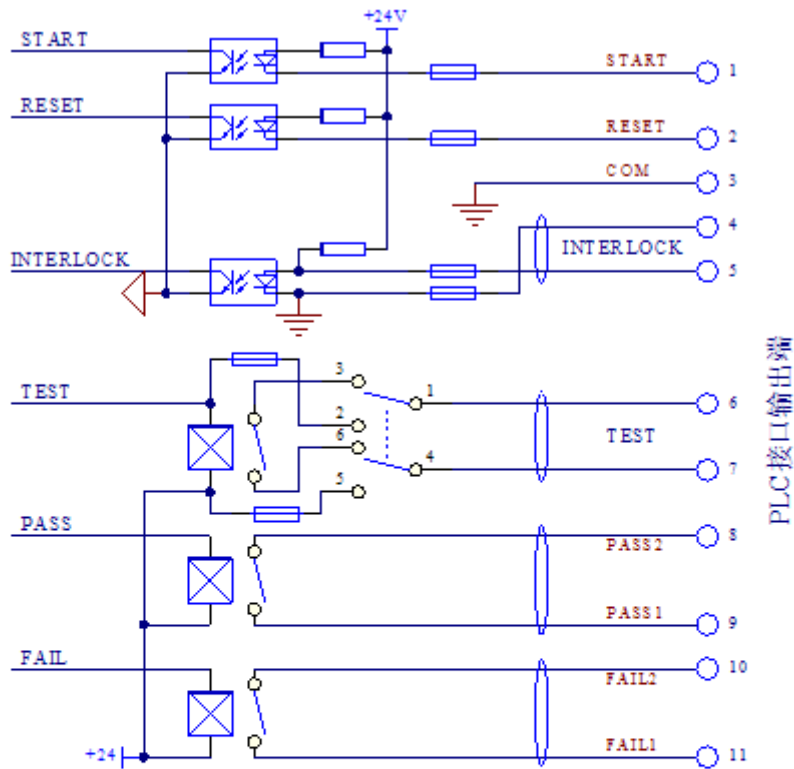 +24V
START
START
1
RESET
RESET
2
COM
3
4
INTERLOCK
INTERLOCK
5
TEST
3
1
6
2
6
TEST
4
7
5
PASS
PASS2
8
PASS1
9
FAIL
FAIL2
10
+24
FAIL1
11
PLC接口输出端